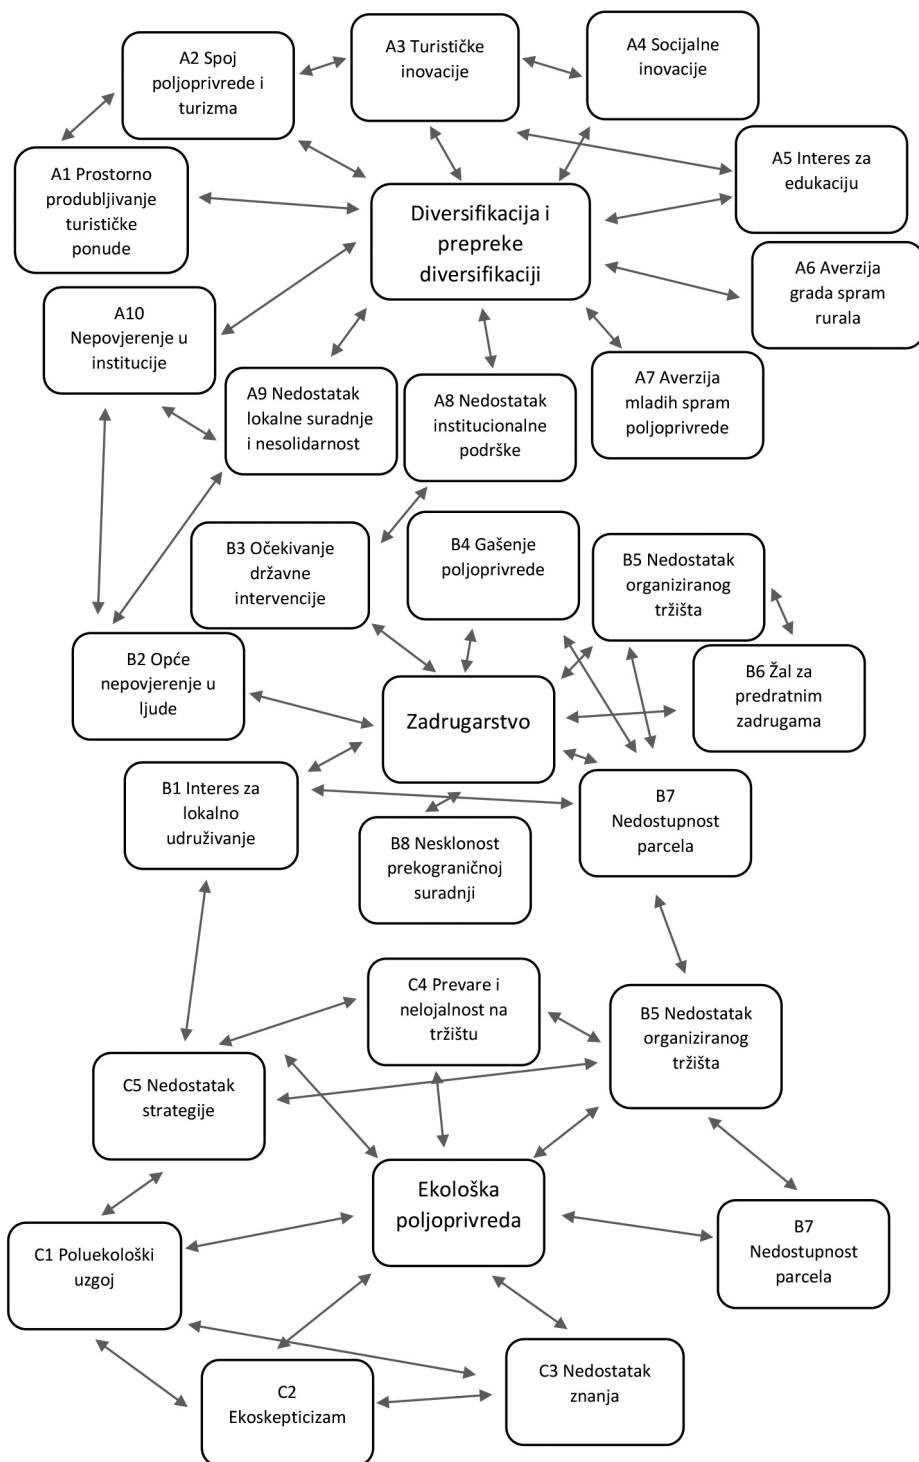 A3 Turističke
inovacije
A4 Socijalne
inovacije
A2 Spoj
poljoprivrede i
turizma
A5 Interes za
edukaciju
A1 Prostorno
produbljivanje
turističke
ponude
Diversifikacija i
prepreke
diversifikaciji
A6 Averzija
grada spram
rurala
A10
Nepovjerenje u
institucije
A9 Nedostatak
lokalne suradnje
i nesolidarnost
A8 Nedostatak
institucionalne
podrške
A7 Averzija
mladih spram
poljoprivrede
B3 Očekivanje
državne
intervencije
B4 Gašenje
poljoprivrede
B5 Nedostatak
organiziranog
tržišta
B2 Opće
nepovjerenje u
ljude
Zadrugarstvo
B6 Žal za
predratnim
zadrugama
B1 Interes za
lokalno
udruživanje
B7
Nedostupnost
parcela
B8 Nesklonost
prekograničnoj
suradnji
C4 Prevare i
nelojalnost na
tržištu
B5 Nedostatak
organiziranog
tržišta
C5 Nedostatak
strategije
Ekološka
poljoprivreda
B7
Nedostupnost
parcela
C1 Poluekološki
uzgoj
C2
Ekoskepticizam
C3 Nedostatak
znanja